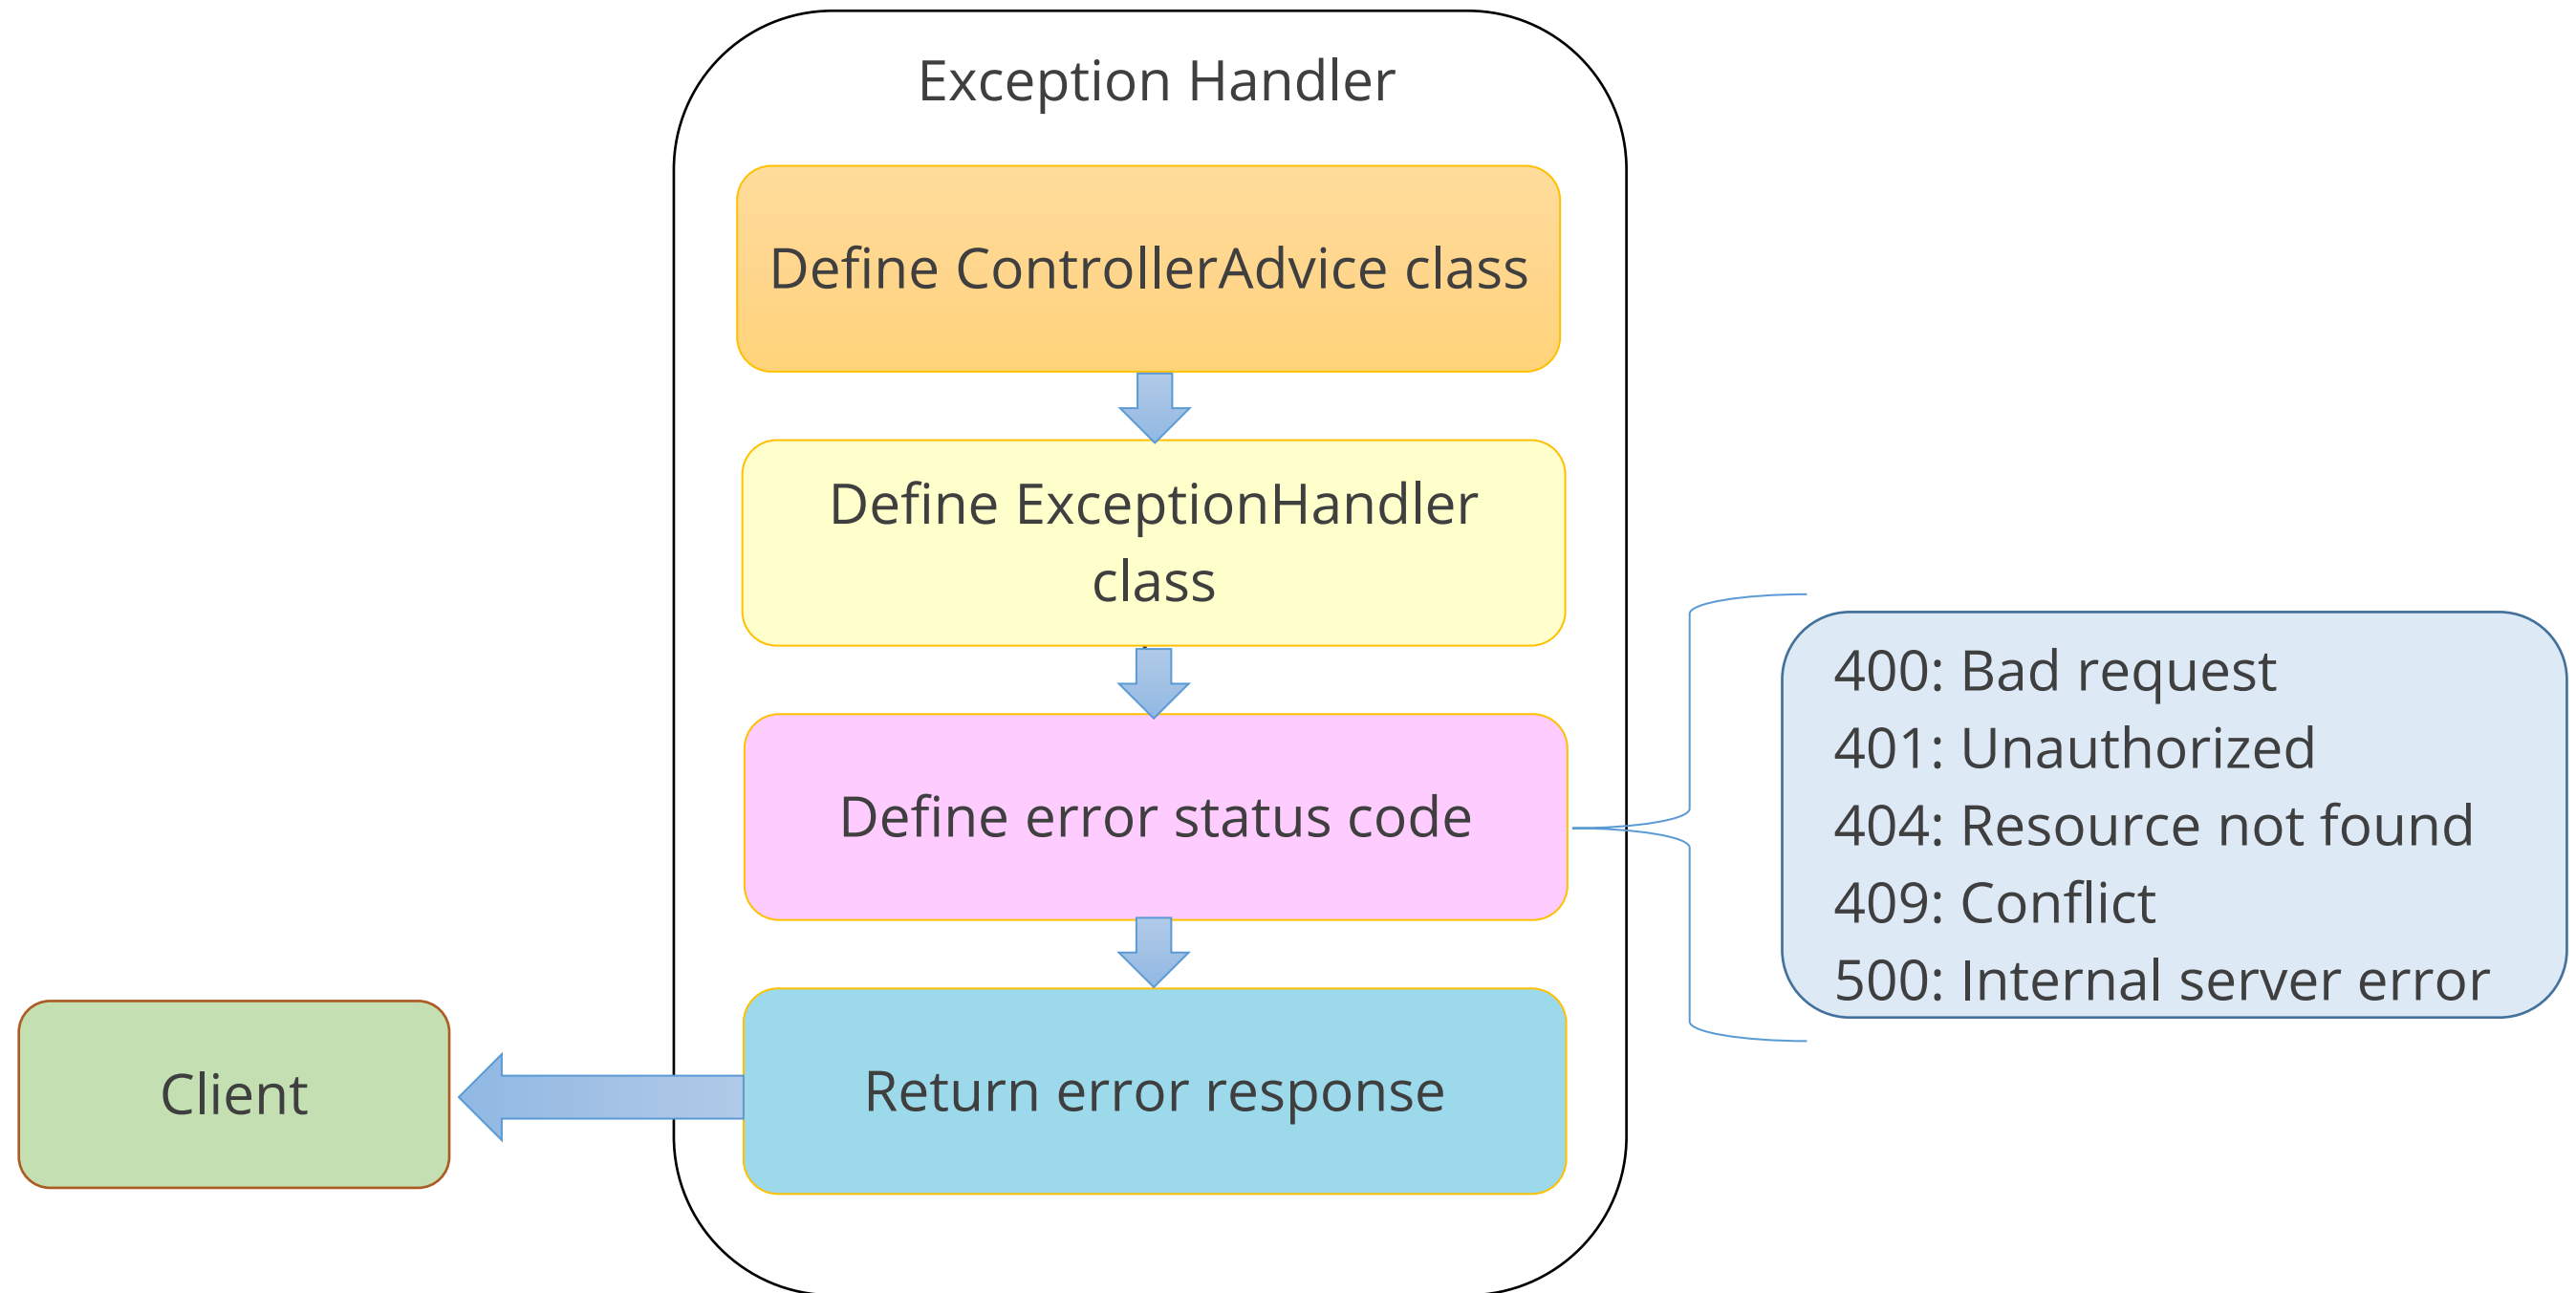 Exception Handler
Define ControllerAdvice class
Define ExceptionHandler
class
Define error status code
400: Bad request
401: Unauthorized
404: Resource not found
409: Conflict
500: Internal server error
Return error response
Client